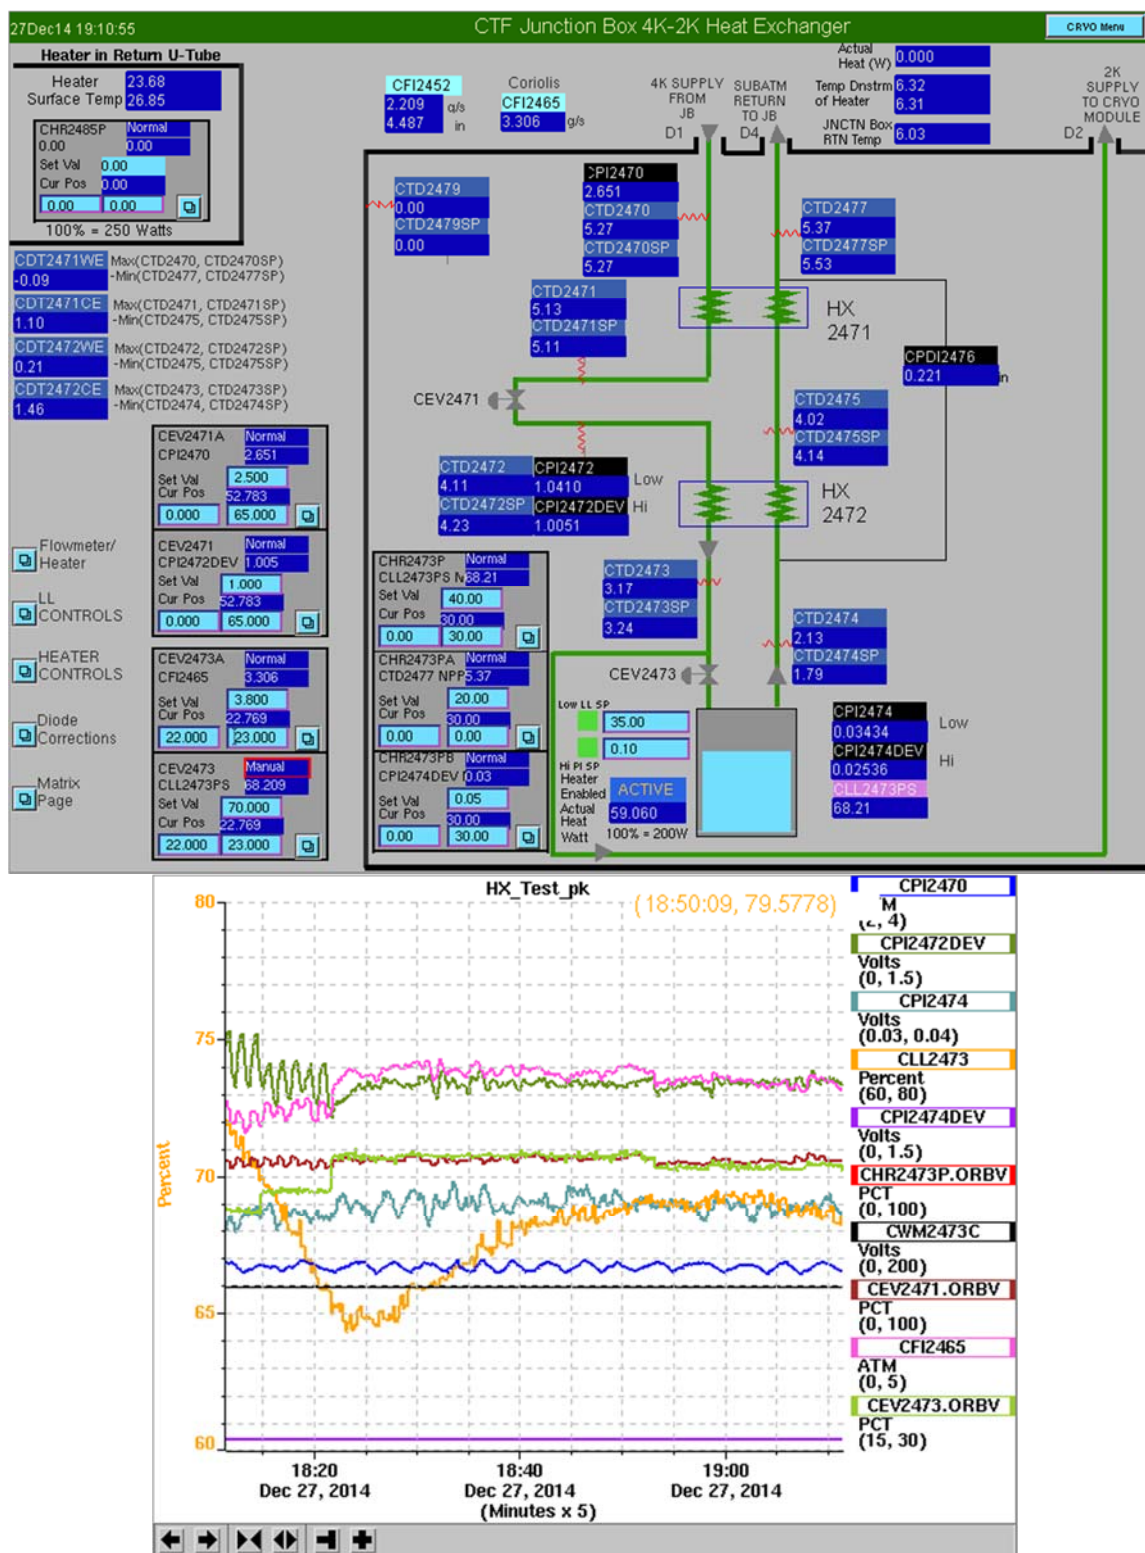 27Dec14 19:10:55
CTF Junction Box 4K-2K Heat Exchanger
CRYO Menu
Heater in Return U-Tube
Heater 23.68
Surface Temp 26.85
CHR2485P Normal
0.00 0.00
Set Val 0.00
Cur Pos 0.00
0.00 0.00
100% = 250 Watts
CFI2452
2.209 g/s
4.487 in
Coriolis
CFI2465
3.306 g/s
4K SUPPLY
FROM
JB
D1
SUBATM
RETURN
TO JB
D4
Actual
Heat (W) 0.000
Temp Dnstrm 6.32
of Heater 6.31
JNCTN Box
RTN Temp 6.03
2K
SUPPLY
TO CRYO
MODULE
D2
CDT2471WE Max(CTD2470, CTD2470SP)
-0.09 -Min(CTD2477, CTD2477SP)
CDT2471CE Max(CTD2471, CTD2471SP)
1.10 -Min(CTD2475, CTD2475SP)
CDT2472WE Max(CTD2472, CTD2472SP)
0.21 -Min(CTD2475, CTD2475SP)
CDT2472CE Max(CTD2473, CTD2473SP)
1.46 -Min(CTD2474, CTD2474SP)
CTD2479
0.00
CTD2479SP
0.00
CPI2470
2.651
CTD2470
5.27
CTD2470SP
5.27
CTD2477
5.37
CTD2477SP
5.53
CTD2471
5.13
CTD2471SP
5.11
HX
2471
CPDI2476
0.221 in
CEV2471
CTD2475
4.02
CTD2475SP
4.14
CTD2472 CPI2472
4.11 1.0410 Low
CTD2472SP CPI2472DEV Hi
4.23 1.0051
HX
2472
CEV2471A Normal
CPI2470 2.651
Set Val 2.500
Cur Pos 52.783
0.000 65.000
CEV2471 Normal
CPI2472DEV 1.005
Set Val 1.000
Cur Pos 52.783
0.000 65.000
CEV2473A Normal
CFI2465 3.306
Set Val 3.800
Cur Pos 22.769
22.000 23.000
CEV2473 Manual
CLL2473PS 68.209
Set Val 70.000
Cur Pos 22.769
22.000 23.000
Flowmeter/
Heater
LL
CONTROLS
HEATER
CONTROLS
Diode
Corrections
Matrix
Page
CHR2473P Normal
CLL2473PS N 68.21
Set Val 40.00
Cur Pos 30.00
0.00 30.00
CHR2473PA Normal
CTD2477 NPP 5.37
Set Val 20.00
Cur Pos 30.00
0.00 0.00
CHR2473PB Normal
CPI2474DEV 0.03
Set Val 0.05
Cur Pos 30.00
0.00 30.00
CTD2473
3.17
CTD2473SP
3.24
CTD2474
2.13
CTD2474SP
1.79
CEV2473
Low LL SP
35.00
0.10
Hi PI SP
Heater
Enabled ACTIVE
Actual 59.060
Heat
Watt 100% = 200W
CPI2474
0.03434 Low
CPI2474DEV
0.02536 Hi
CLL2473PS
68.21
HX_Test_pk
(18:50:09, 79.5778)
80
75
70
65
60
Percent
18:20 18:40 19:00
Dec 27, 2014 Dec 27, 2014 Dec 27, 2014
(Minutes x 5)
CPI2470
M
(2, 4)
CPI2472DEV
Volts
(0, 1.5)
CPI2474
Volts
(0.03, 0.04)
CLL2473
Percent
(60, 80)
CPI2474DEV
Volts
(0, 1.5)
CHR2473P.ORBV
PCT
(0, 100)
CWM2473C
Volts
(0, 200)
CEV2471.ORBV
PCT
(0, 100)
CFI2465
ATM
(0, 5)
CEV2473.ORBV
PCT
(15, 30)